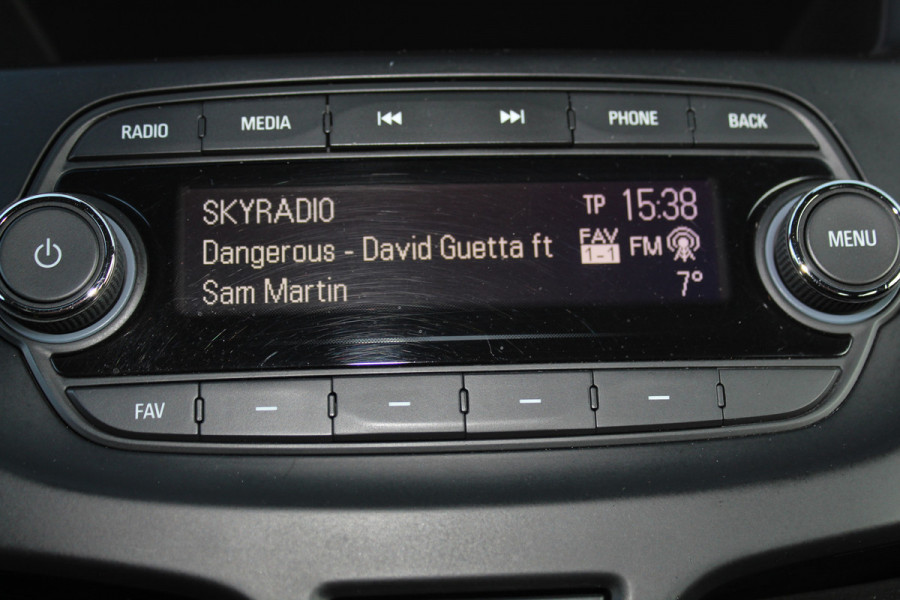 RADIO MEDIA PHONE BACK
SKYRADIO TP 15:38
Dangerous - David Guetta ft FAV 1-1 FM
Sam Martin 7°
MENU
FAV